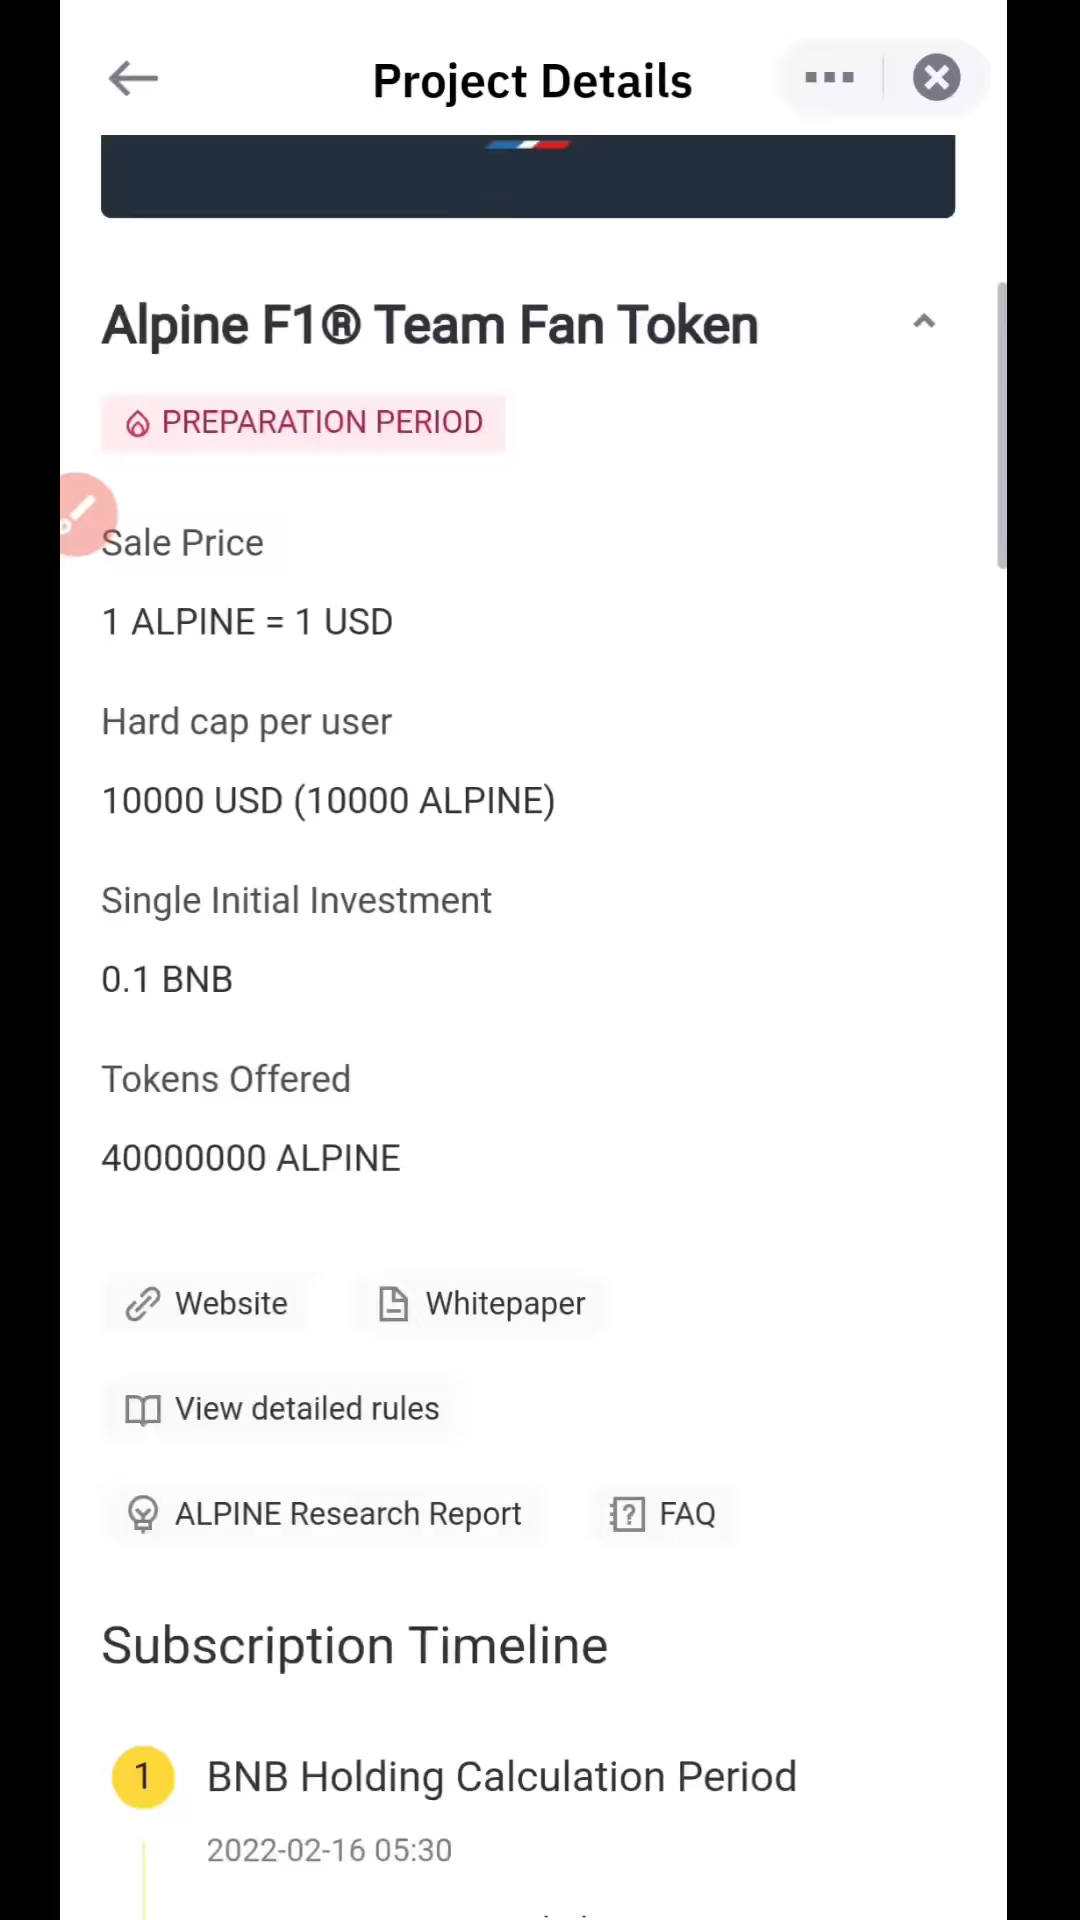 Project Details
Alpine F1® Team Fan Token
PREPARATION PERIOD
Sale Price
1 ALPINE = 1 USD
Hard cap per user
10000 USD (10000 ALPINE)
Single Initial Investment
0.1 BNB
Tokens Offered
40000000 ALPINE
Website
Whitepaper
View detailed rules
ALPINE Research Report
FAQ
Subscription Timeline
1
BNB Holding Calculation Period
2022-02-16 05:30